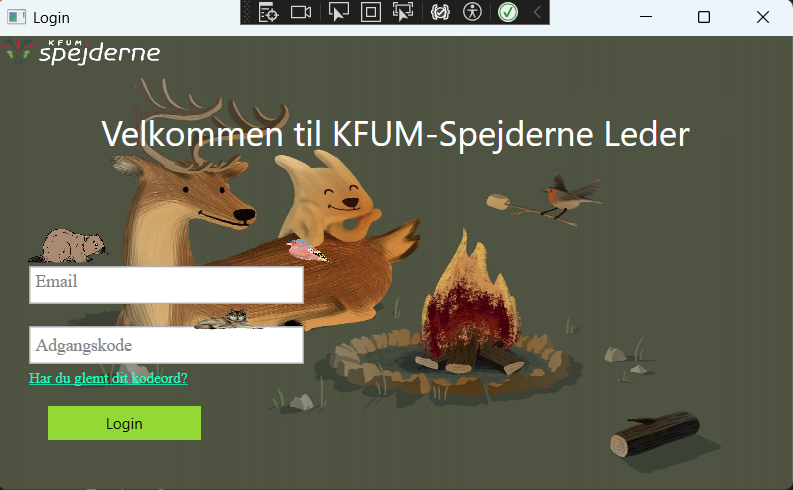 Login
KFUM
spejderne
Velkommen til KFUM-Spejderne Leder
Email
Adgangskode
Har du glemt dit kodeord?
Login